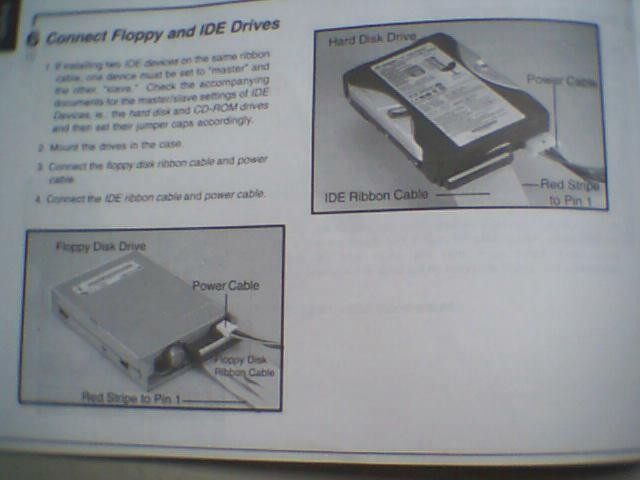 6 Connect Floppy and IDE Drives
1. If installing two IDE devices on the same ribbon
cable, one device must be set to "master" and
the other, "slave." Check the accompanying
documents for the master/slave settings of IDE
Devices, ie.: the hard disk and CD-ROM drives
and then set their jumper caps accordingly.
2. Mount the drives in the case.
3. Connect the floppy disk ribbon cable and power
cable.
4. Connect the IDE ribbon cable and power cable.
Hard Disk Drive
Power Cable
IDE Ribbon Cable
Red Stripe
to Pin 1
Floppy Disk Drive
Power Cable
Floppy Disk
Ribbon Cable
Red Stripe to Pin 1